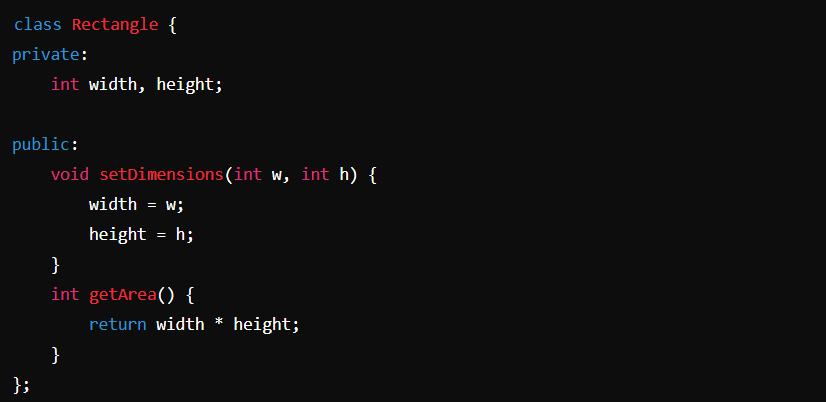 class Rectangle {
private:
    int width, height;

public:
    void setDimensions(int w, int h) {
        width = w;
        height = h;
    }
    int getArea() {
        return width * height;
    }
};